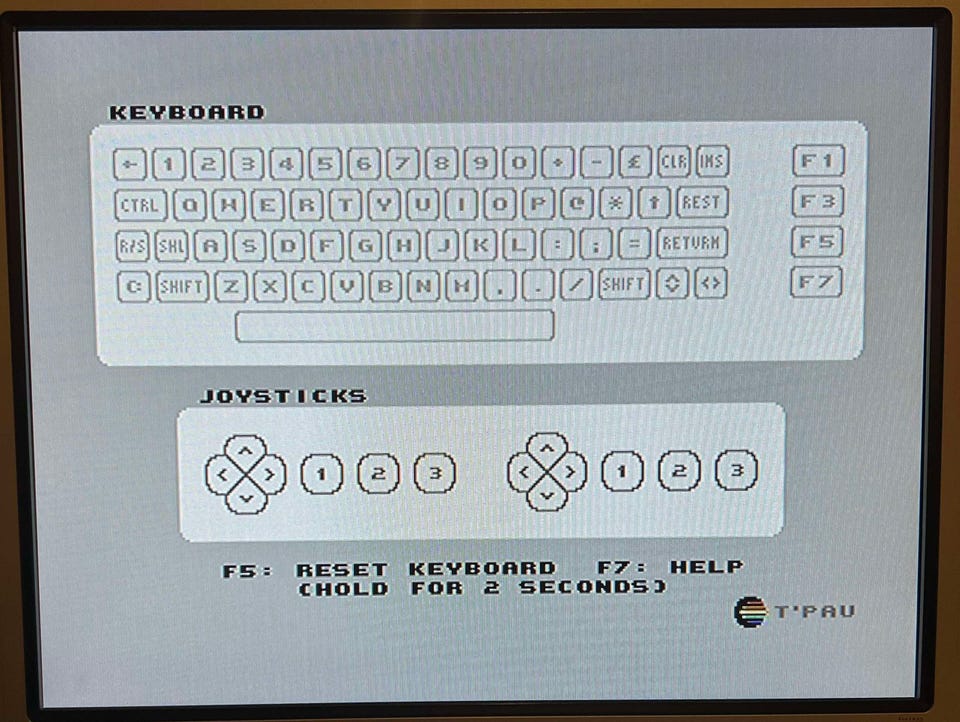 KEYBOARD
← 1 2 3 4 5 6 7 8 9 0 + - £ CLR INS F1
CTRL Q W E R T Y U I O P @ * ↑ REST F3
R/S SHL A S D F G H J K L : ; = RETURN F5
C= SHIFT Z X C V B N M , . / SHIFT F7
JOYSTICKS
1 2 3 1 2 3
F5: RESET KEYBOARD F7: HELP
(HOLD FOR 2 SECONDS)
T'PAU